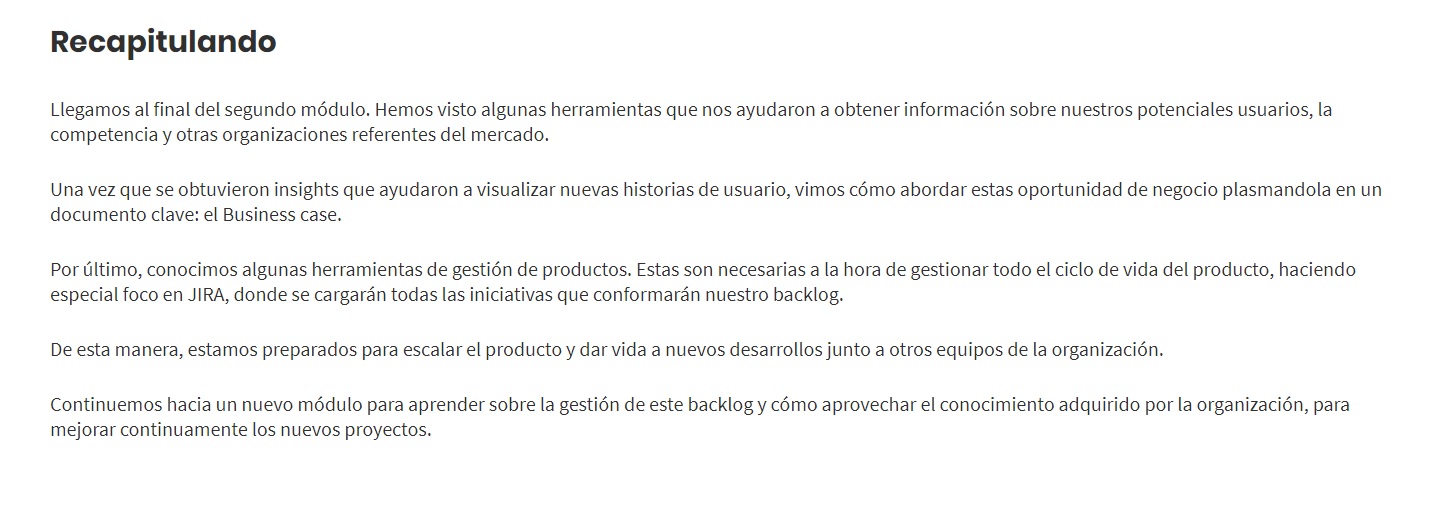 Recapitulando
Llegamos al final del segundo módulo. Hemos visto algunas herramientas que nos ayudaron a obtener información sobre nuestros potenciales usuarios, la
competencia y otras organizaciones referentes del mercado.
Una vez que se obtuvieron insights que ayudaron a visualizar nuevas historias de usuario, vimos cómo abordar estas oportunidad de negocio plasmandola en un
documento clave: el Business case.
Por último, conocimos algunas herramientas de gestión de productos. Estas son necesarias a la hora de gestionar todo el ciclo de vida del producto, haciendo
especial foco en JIRA, donde se cargarán todas las iniciativas que conformarán nuestro backlog.
De esta manera, estamos preparados para escalar el producto y dar vida a nuevos desarrollos junto a otros equipos de la organización.
Continuemos hacia un nuevo módulo para aprender sobre la gestión de este backlog y cómo aprovechar el conocimiento adquirido por la organización, para
mejorar continuamente los nuevos proyectos.